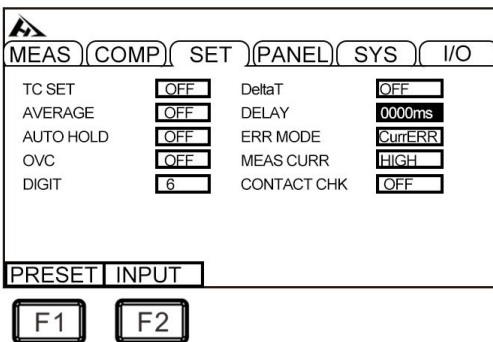 MEAS COMP SET PANEL SYS I/O
TC SET OFF DeltaT OFF
AVERAGE OFF DELAY 0000ms
AUTO HOLD OFF ERR MODE CurrERR
OVC OFF MEAS CURR HIGH
DIGIT 6 CONTACT CHK OFF
PRESET INPUT
F1 F2